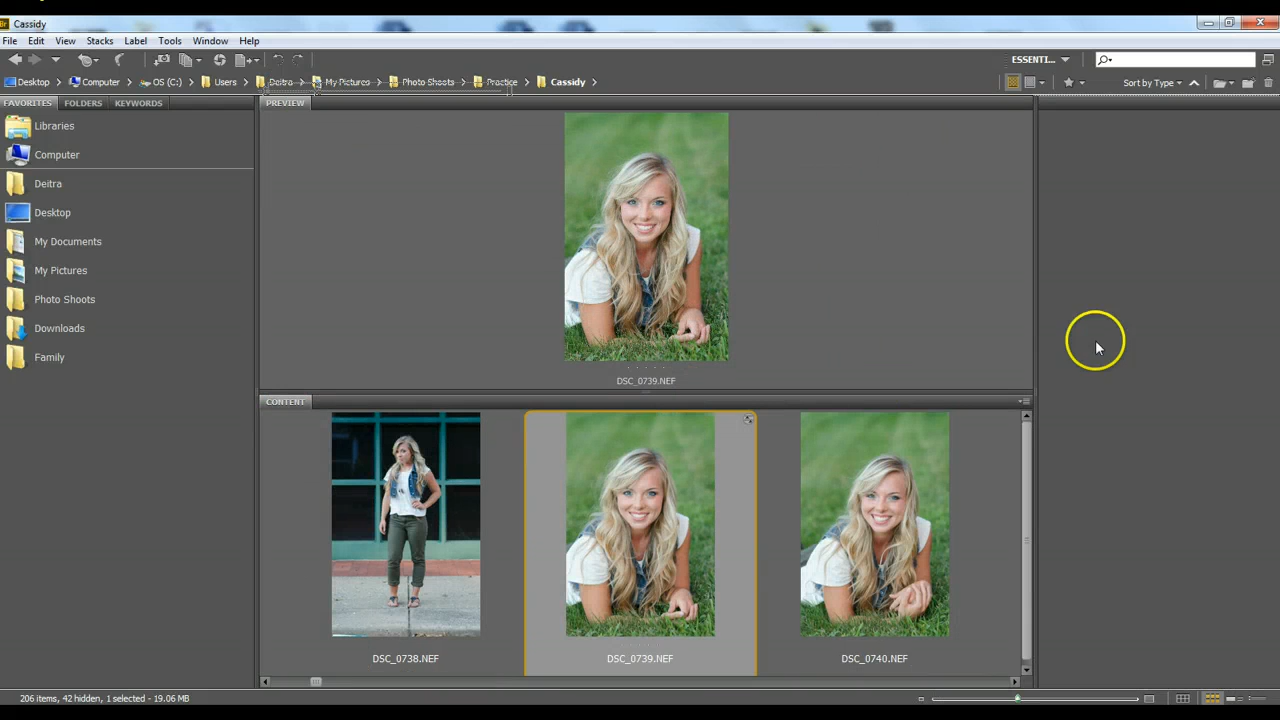 Br Cassidy
File Edit View Stacks Label Tools Window Help
ESSENTI...
Desktop Computer OS (C:) Users Deitra My Pictures Photo Shoots Practice Cassidy Sort by Type
FAVORITES FOLDERS KEYWORDS
PREVIEW
Libraries
Computer
Deitra
Desktop
My Documents
My Pictures
Photo Shoots
Downloads
Family
DSC_0739.NEF
CONTENT
DSC_0738.NEF DSC_0739.NEF DSC_0740.NEF
206 items, 42 hidden, 1 selected - 19.06 MB